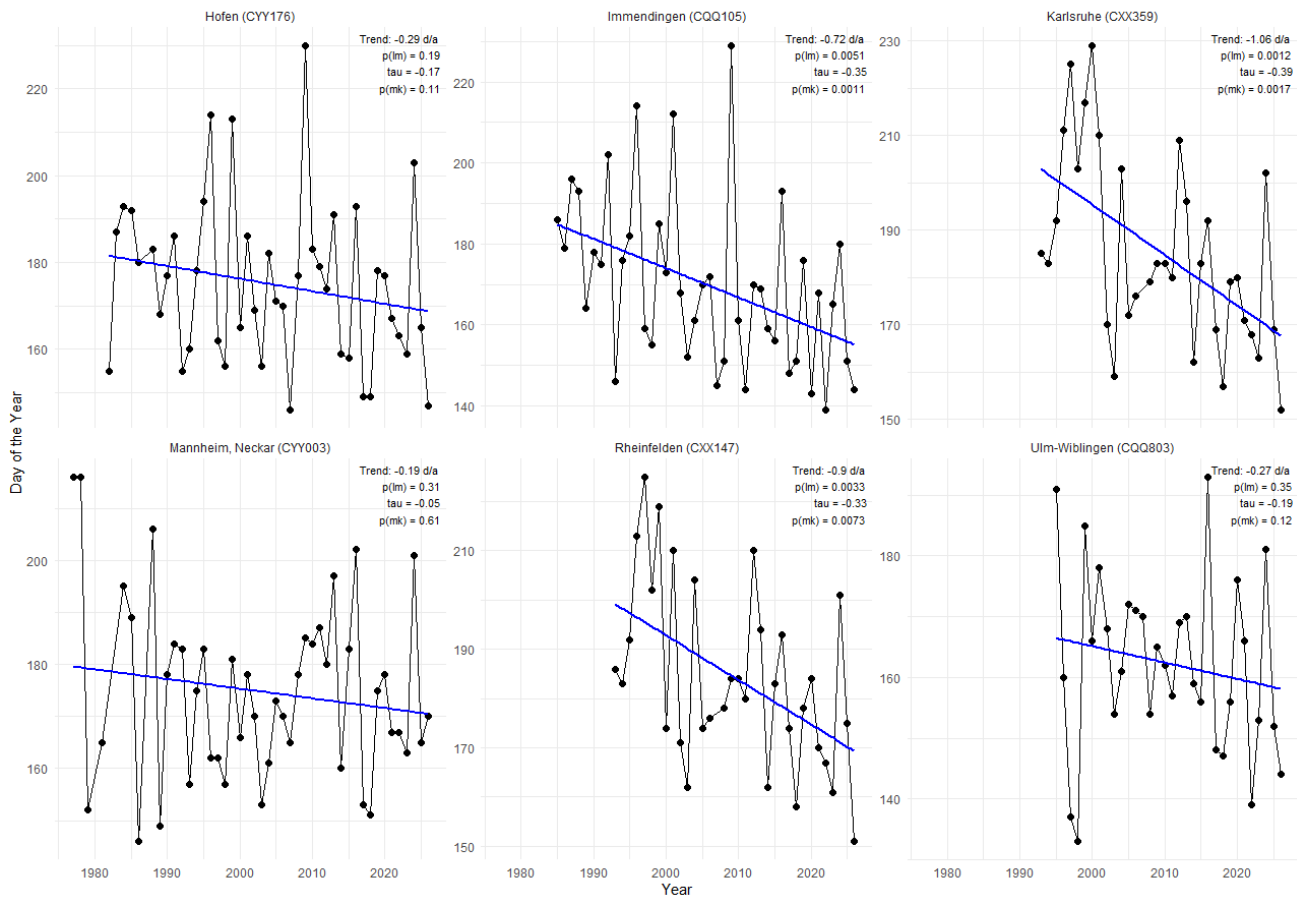 Hofen (CYY176)
Trend: -0.29 d/a
p(lm) = 0.19
tau = -0.17
p(mk) = 0.11
220
200
180
160
Immendingen (CQQ105)
Trend: -0.72 d/a
p(lm) = 0.0051
tau = -0.35
p(mk) = 0.0011
220
200
180
160
140
Karlsruhe (CXX359)
Trend: -1.06 d/a
p(lm) = 0.0012
tau = -0.39
p(mk) = 0.0017
230
210
190
170
150
Day of the Year
Mannheim, Neckar (CYY003)
Trend: -0.19 d/a
p(lm) = 0.31
tau = -0.05
p(mk) = 0.61
200
180
160
1980
1990
2000
2010
2020
Rheinfelden (CXX147)
Trend: -0.9 d/a
p(lm) = 0.0033
tau = -0.33
p(mk) = 0.0073
210
190
170
150
1980
1990
2000
2010
2020
Ulm-Wiblingen (CQQ803)
Trend: -0.27 d/a
p(lm) = 0.35
tau = -0.19
p(mk) = 0.12
180
160
140
1980
1990
2000
2010
2020
Year